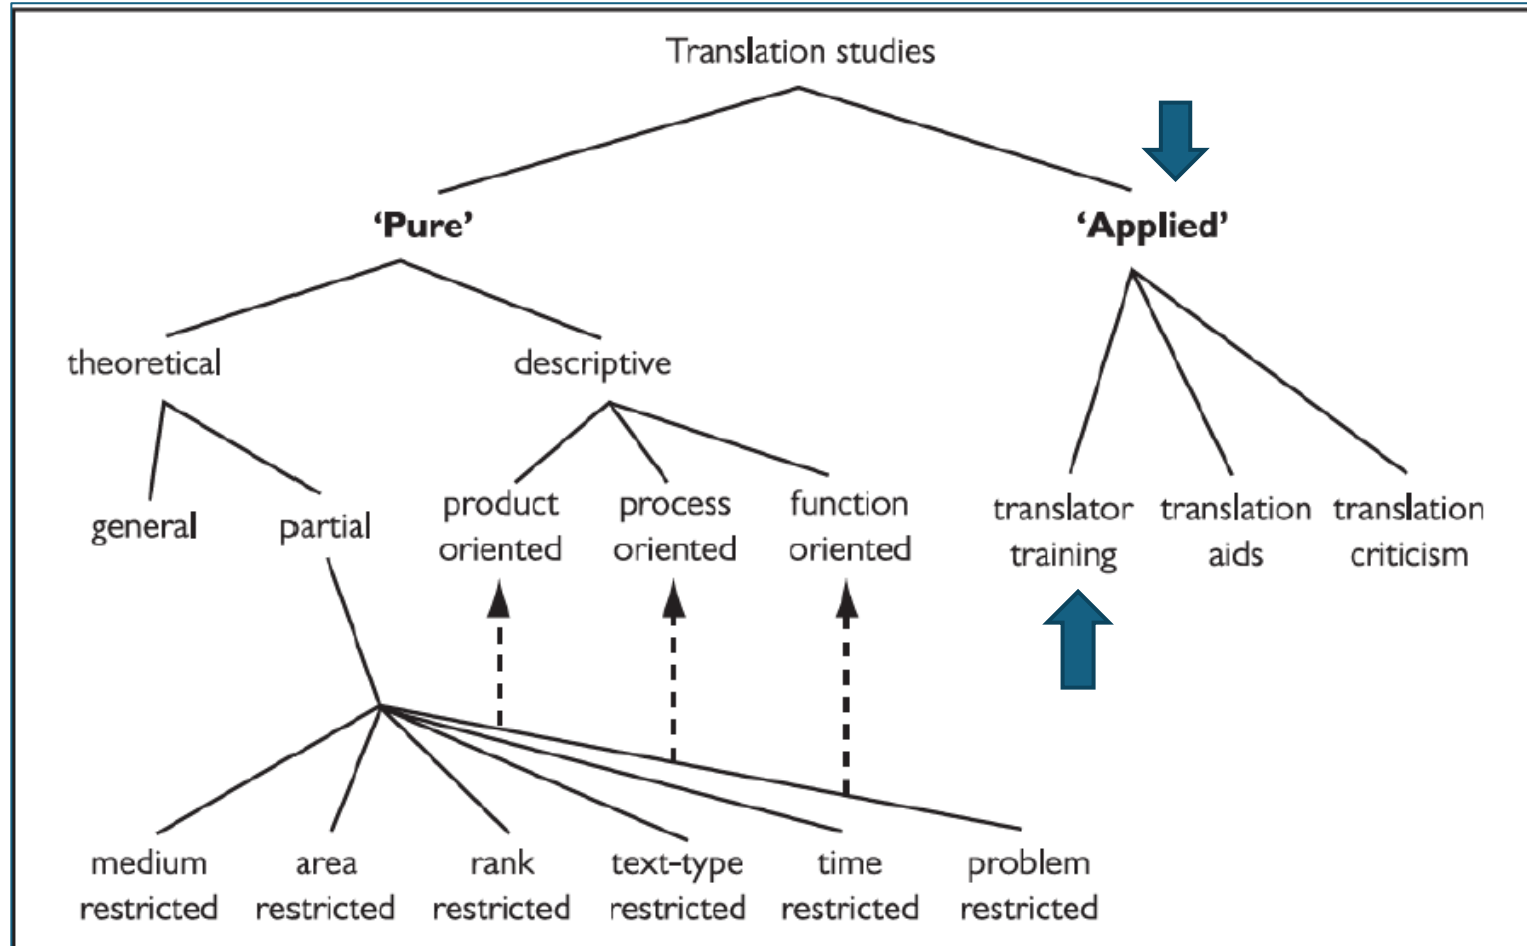 Translation studies
‘Pure’
‘Applied’
theoretical
descriptive
general
partial
product
oriented
process
oriented
function
oriented
translator
training
translation
aids
translation
criticism
medium
restricted
area
restricted
rank
restricted
text-type
restricted
time
restricted
problem
restricted